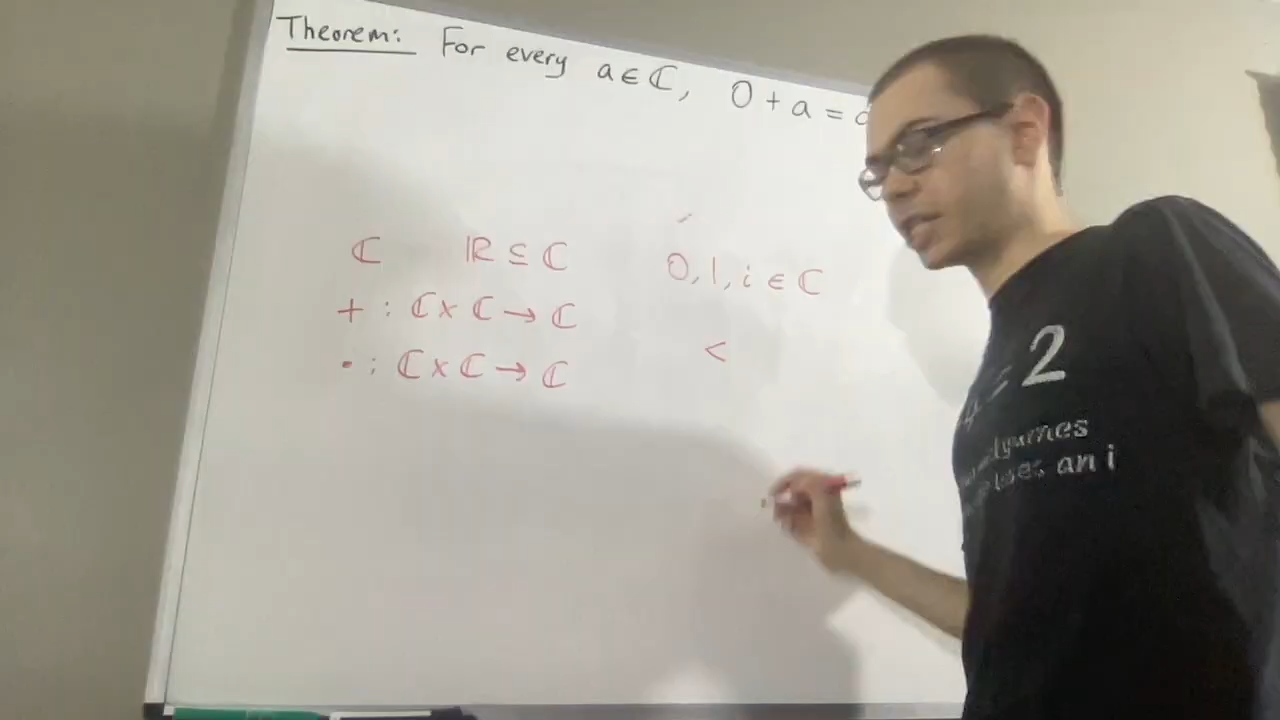 Theorem: For every a ∈ ℂ, 0 + a = a
ℂ ℝ ⊆ ℂ 0, 1, i ∈ ℂ
+ : ℂ × ℂ → ℂ
<
· : ℂ × ℂ → ℂ
= 2
an i